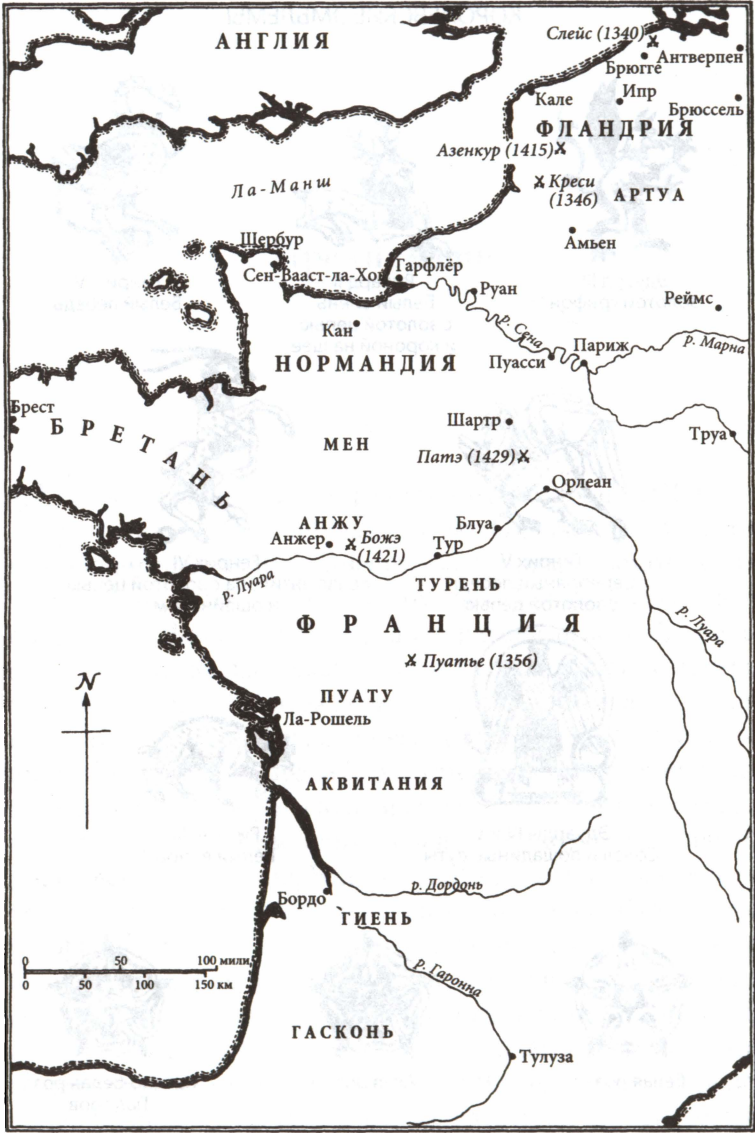 АНГЛИЯ
Слейс (1340)
Антверпен
Брюгге
Ипр
Кале
Брюссель
ФЛАНДРИЯ
Азенкур (1415)
Креси
(1346)
АРТУА
Ла-Манш
Амьен
Щербур
Сен-Вааст-ла-Хог
Гарфлёр
Руан
Реймс
р. Сена
Кан
Париж
р. Марна
НОРМАНДИЯ
Пуасси
Брест
БРЕТАНЬ
Шартр
Труа
МЕН
Патэ (1429)
Орлеан
АНЖУ
Блуа
Анжер
Божэ
(1421)
Тур
р. Луара
ТУРЕНЬ
ФРАНЦИЯ
р. Луара
Пуатье (1356)
N
ПУАТУ
Ла-Рошель
АКВИТАНИЯ
р. Дордонь
Бордо
ГИЕНЬ
0 50 100 мили
0 50 100 150 км
р. Гаронна
ГАСКОНЬ
Тулуза